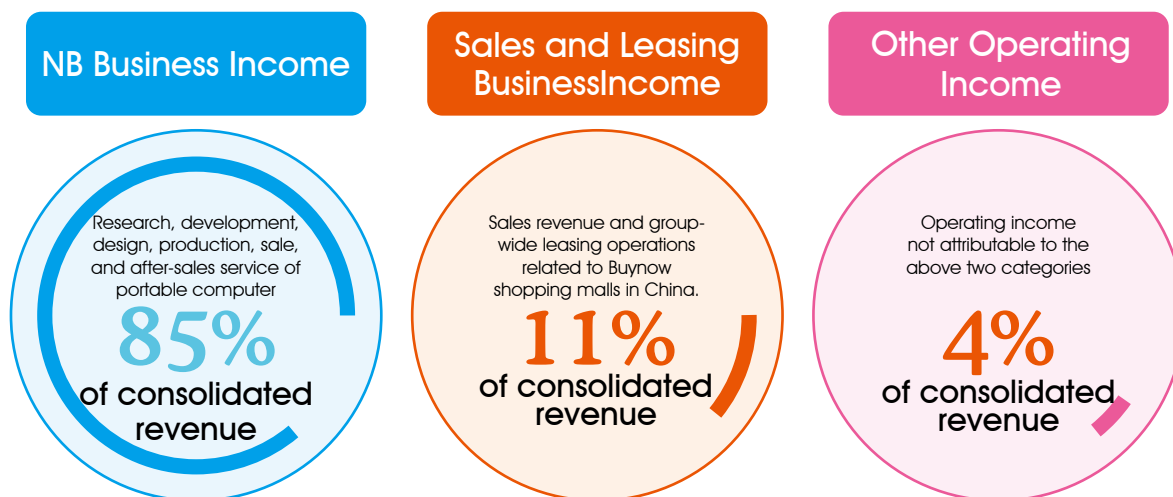 NB Business Income
Research, development,
design, production, sale,
and after-sales service of
portable computer
85%
of consolidated
revenue
Sales and Leasing
BusinessIncome
Sales revenue and group-
wide leasing operations
related to Buynow
shopping malls in China.
11%
of consolidated
revenue
Other Operating
Income
Operating income
not attributable to the
above two categories
4%
of consolidated
revenue